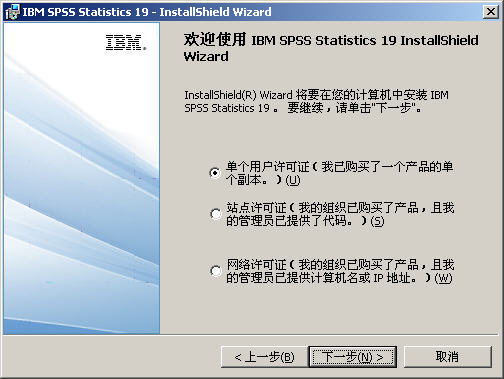 IBM SPSS Statistics 19 - InstallShield Wizard
IBM.
欢迎使用 IBM SPSS Statistics 19 InstallShield
Wizard
InstallShield(R) Wizard 将要在您的计算机中安装 IBM
SPSS Statistics 19 。 要继续，请单击"下一步"。
单个用户许可证（我已购买了一个产品的单
个副本。）(U)
站点许可证（我的组织已购买了产品，且我
的管理员已提供了代码。）(S)
网络许可证（我的组织已购买了产品，且我
的管理员已提供计算机名或 IP 地址。）(W)
< 上一步(B)
下一步(N) >
取消